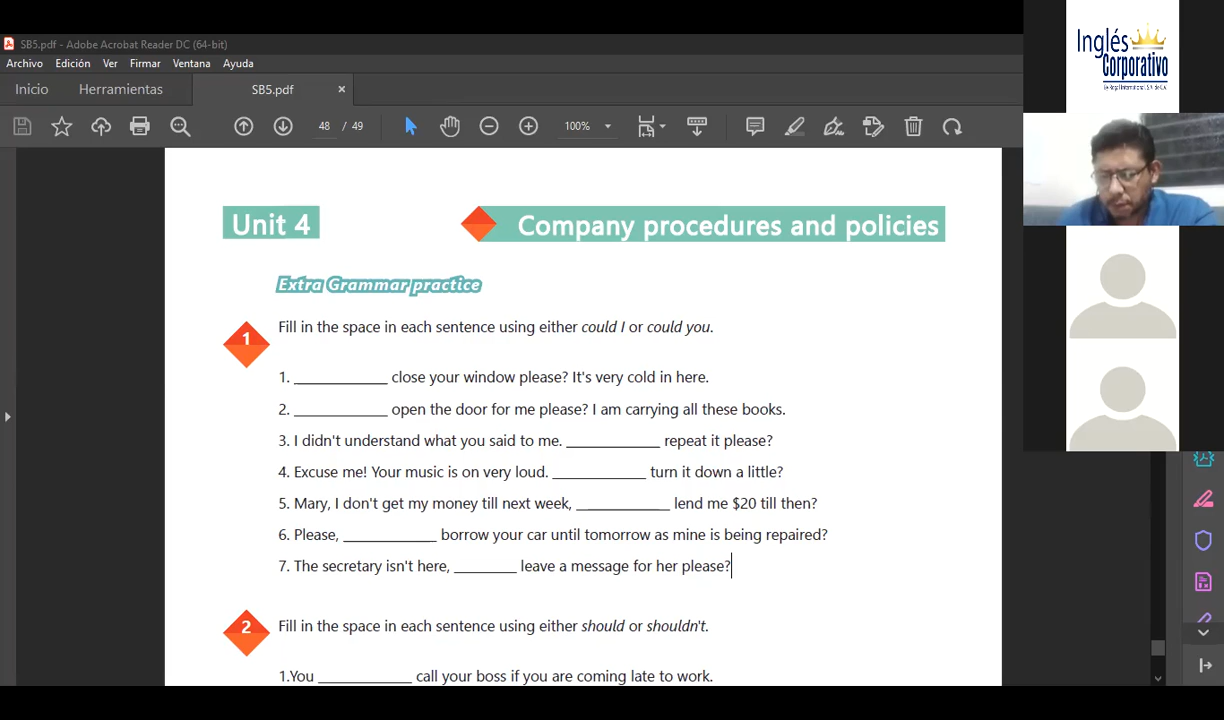 SB5.pdf - Adobe Acrobat Reader DC (64-bit)
Archivo Edición Ver Firmar Ventana Ayuda
Inicio Herramientas SB5.pdf ×
48 / 49 100%
Inglés
Corporativo
Unit 4
Company procedures and policies
Extra Grammar practice
1 Fill in the space in each sentence using either could I or could you.
1. ____________ close your window please? It's very cold in here.
2. ____________ open the door for me please? I am carrying all these books.
3. I didn't understand what you said to me. ____________ repeat it please?
4. Excuse me! Your music is on very loud. ____________ turn it down a little?
5. Mary, I don't get my money till next week, ____________ lend me $20 till then?
6. Please, ____________ borrow your car until tomorrow as mine is being repaired?
7. The secretary isn't here, ________ leave a message for her please?
2 Fill in the space in each sentence using either should or shouldn't.
1.You ____________ call your boss if you are coming late to work.